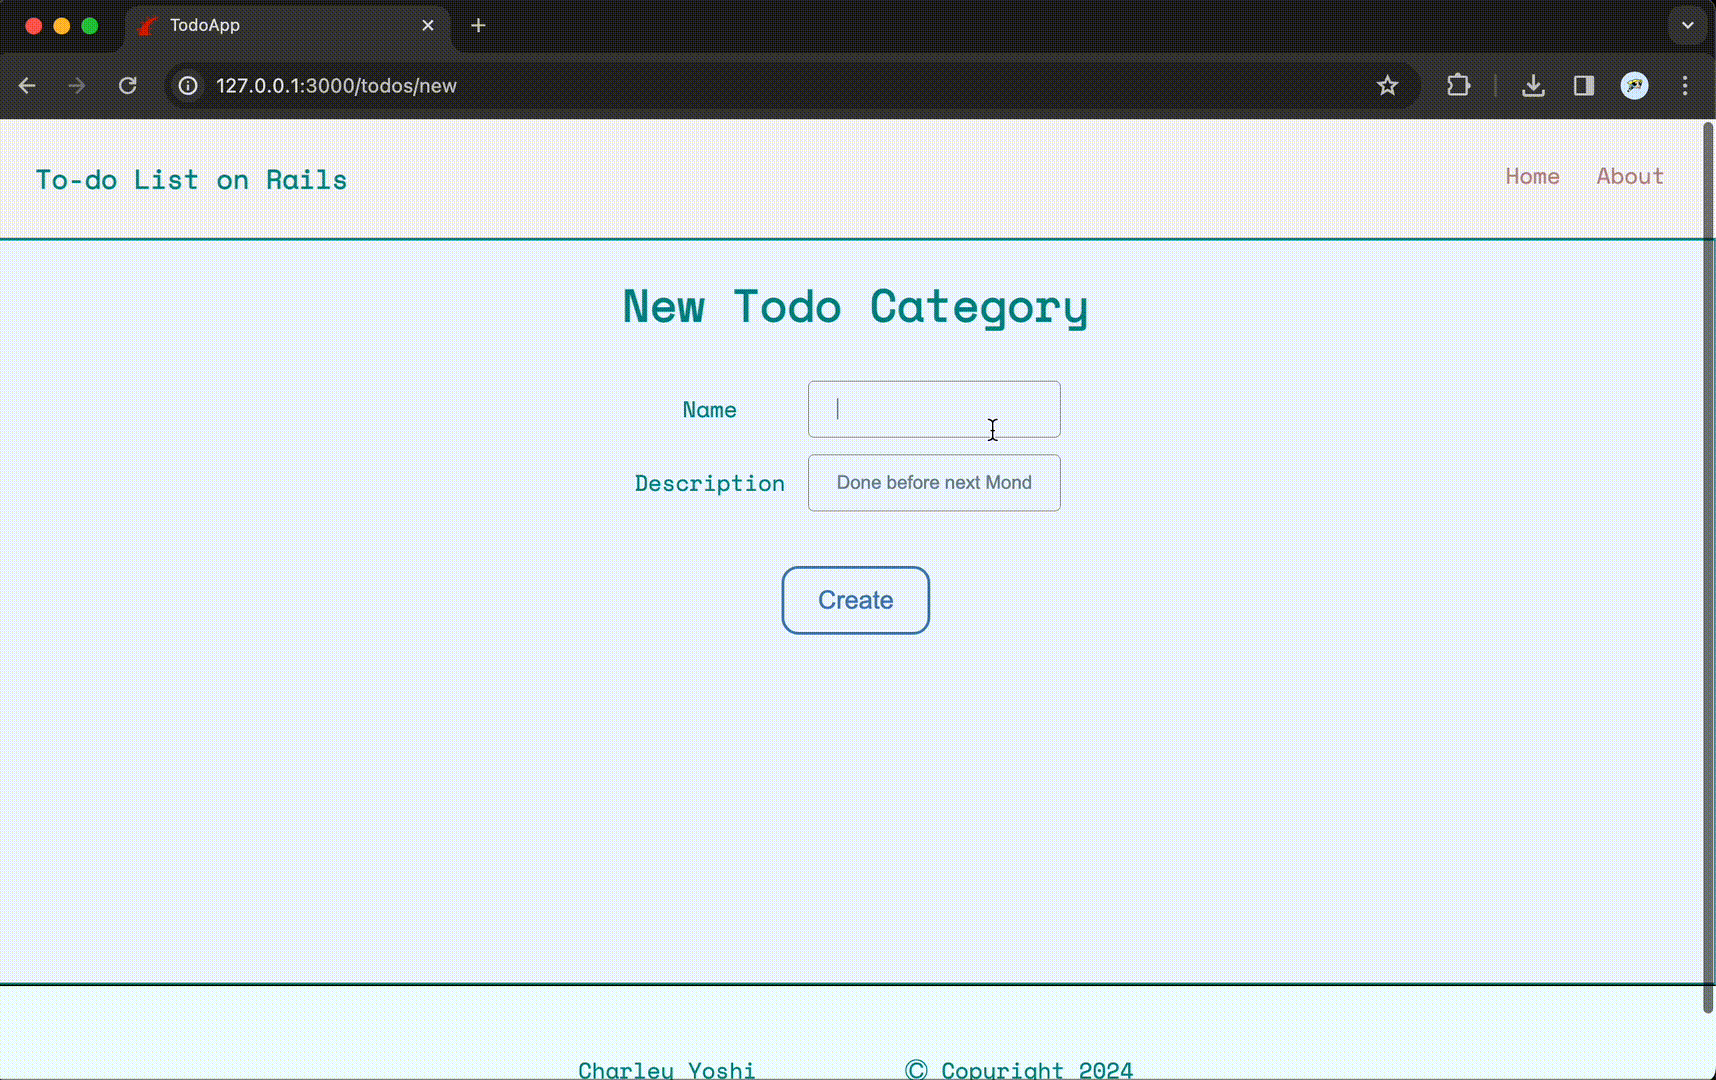 TodoApp
127.0.0.1:3000/todos/new
To-do List on Rails
Home About
New Todo Category
Name
Description Done before next Mond
Create
Charley Yoshi © Copyright 2024